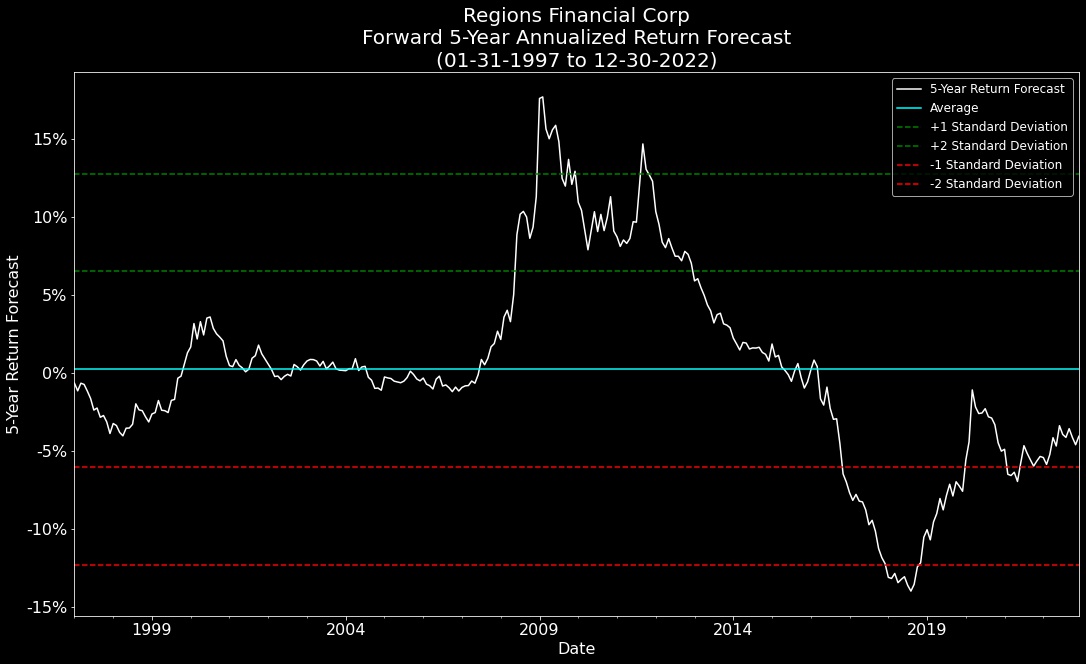 Regions Financial Corp
Forward 5-Year Annualized Return Forecast
(01-31-1997 to 12-30-2022)
5-Year Return Forecast
Average
+1 Standard Deviation
+2 Standard Deviation
-1 Standard Deviation
-2 Standard Deviation
5-Year Return Forecast
15%
10%
5%
0%
-5%
-10%
-15%
1999
2004
2009
2014
2019
Date